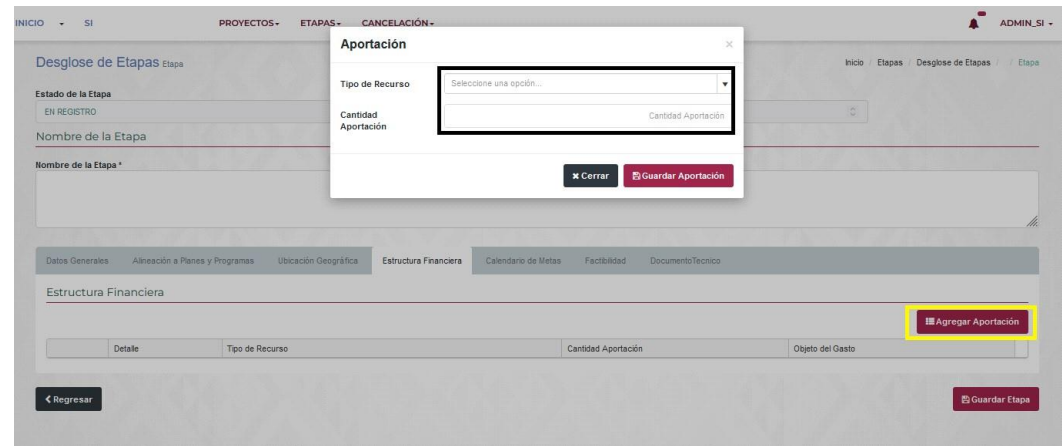 INICIO SI PROYECTOS ETAPAS CANCELACIÓN ADMIN_SI
Aportación ×
Desglose de Etapas Etapa
Inicio / Etapas / Desglose de Etapas / / Etapa
Tipo de Recurso Seleccione una opción...
Estado de la Etapa
EN REGISTRO
Cantidad
Aportación
Cantidad Aportación
Nombre de la Etapa
Nombre de la Etapa *
× Cerrar Guardar Aportación
Datos Generales Alineación a Planes y Programas Ubicación Geográfica Estructura Financiera Calendario de Metas Factibilidad DocumentoTecnico
Estructura Financiera
Agregar Aportación
Detalle Tipo de Recurso Cantidad Aportación Objeto del Gasto
Regresar Guardar Etapa